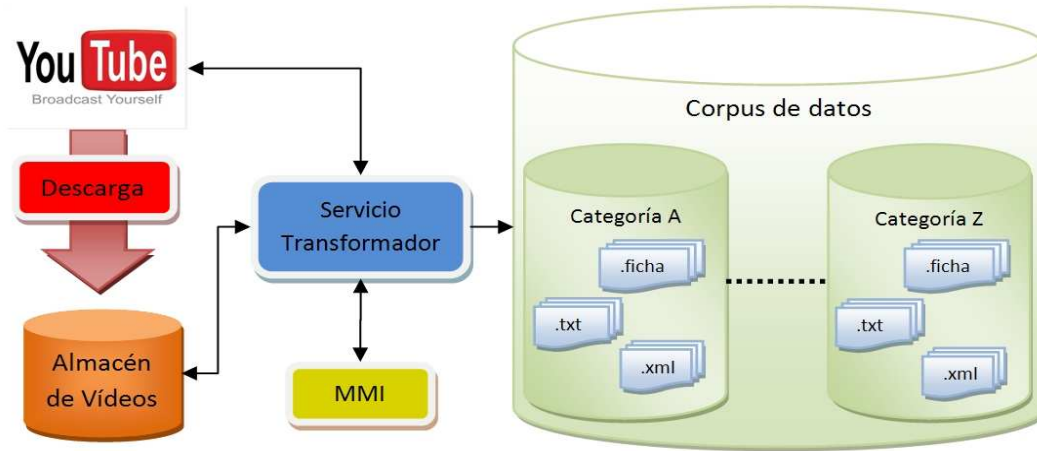 You Tube
Broadcast Yourself
Descarga
Almacén
de Vídeos
Servicio
Transformador
MMI
Corpus de datos
Categoría A
.ficha
.txt
.xml
Categoría Z
.ficha
.txt
.xml